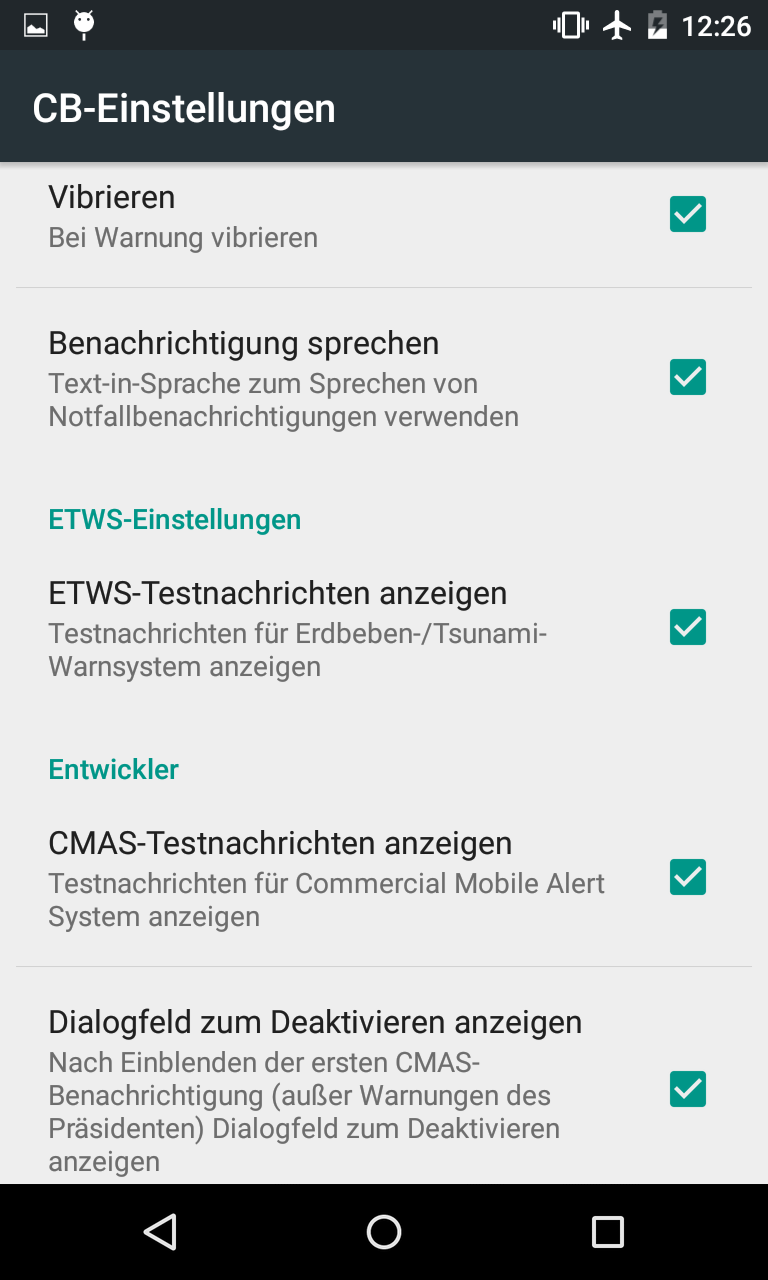 12:26
CB-Einstellungen
Vibrieren
Bei Warnung vibrieren
Benachrichtigung sprechen
Text-in-Sprache zum Sprechen von
Notfallbenachrichtigungen verwenden
ETWS-Einstellungen
ETWS-Testnachrichten anzeigen
Testnachrichten für Erdbeben-/Tsunami-
Warnsystem anzeigen
Entwickler
CMAS-Testnachrichten anzeigen
Testnachrichten für Commercial Mobile Alert
System anzeigen
Dialogfeld zum Deaktivieren anzeigen
Nach Einblenden der ersten CMAS-
Benachrichtigung (außer Warnungen des
Präsidenten) Dialogfeld zum Deaktivieren
anzeigen